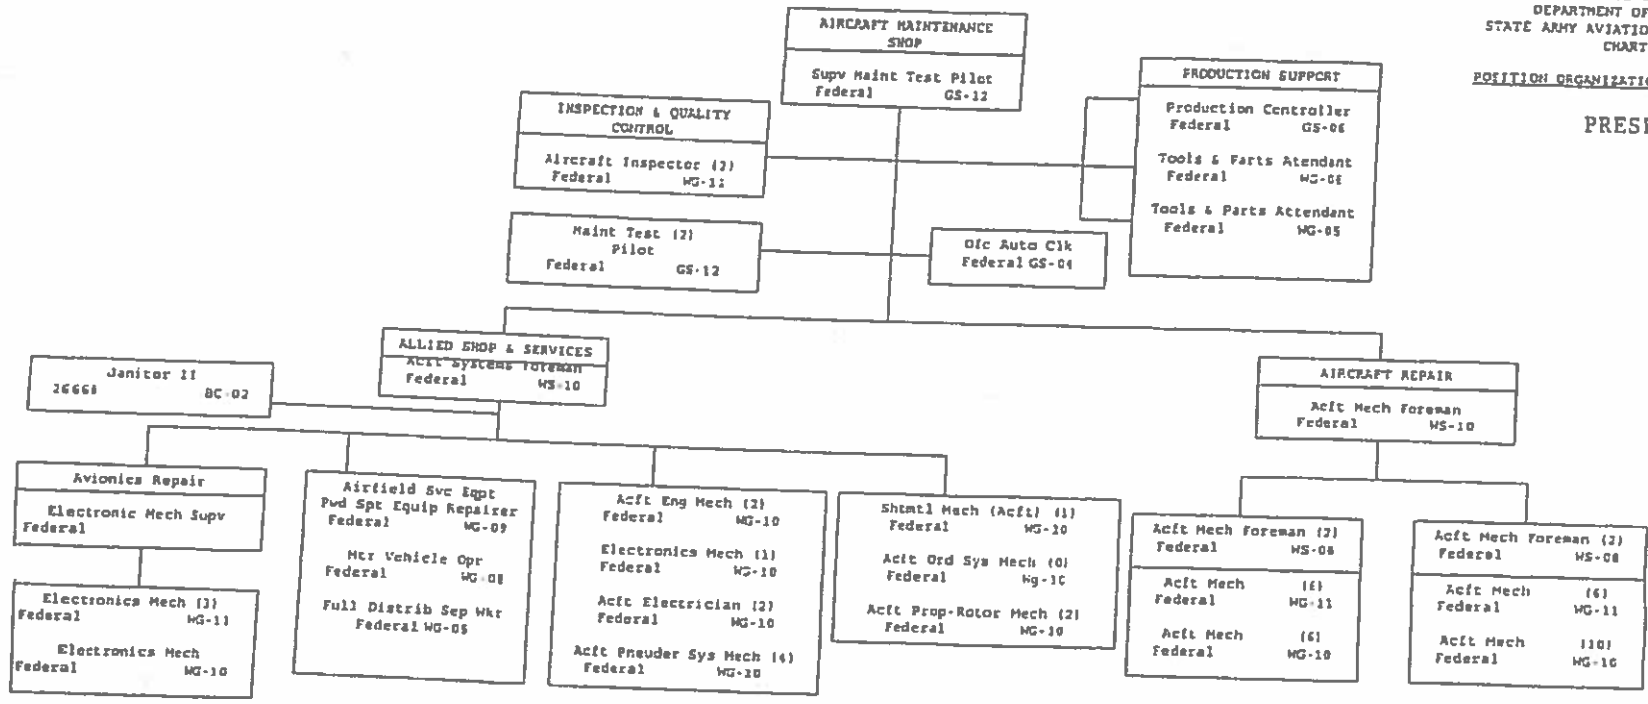 DEPARTMENT OF
STATE ARMY AVIATIO
CHART
POSITION ORGANIZATIO
PRESE
AIRCRAFT MAINTENANCE
SHOP
Supv Maint Test Pilot
Federal GS-12
PRODUCTION SUPPORT
Production Controller
Federal GS-06
Tools & Parts Atendant
Federal WG-06
Tools & Parts Attendant
Federal WG-05
INSPECTION & QUALITY
CONTROL
Aircraft Inspector (2)
Federal WG-11
Maint Test (2)
Pilot
Federal GS-12
Ofc Auto Clk
Federal GS-04
ALLIED SHOP & SERVICES
Acft Systems Foreman
Federal WS-10
Janitor II
BC-02
AIRCRAFT REPAIR
Acft Mech Foreman
Federal WS-10
Avionics Repair
Electronic Mech Supv
Federal
Electronics Mech (3)
Federal WG-11
Electronics Mech
Federal WG-10
Airfield Svc Eqpt
Pwd Spt Equip Repairer
Federal WG-09
Mtr Vehicle Opr
Federal WG-08
Full Distrib Sep Wkr
Federal WG-05
Acft Eng Mech (2)
Federal WG-10
Electronics Mech (1)
Federal WG-10
Acft Electrician (2)
Federal WG-10
Acft Pneuder Sys Mech (4)
Federal WG-10
Shtmtl Mech (Acft) (1)
Federal WG-10
Acft Ord Sys Mech (0)
Federal Wg-10
Acft Prop-Rotor Mech (2)
Federal WG-10
Acft Mech Foreman (2)
Federal WS-08
Acft Mech (6)
Federal WG-11
Acft Mech (6)
Federal WG-10
Acft Mech Foreman (2)
Federal WS-08
Acft Mech (6)
Federal WG-11
Acft Mech (10)
Federal WG-10